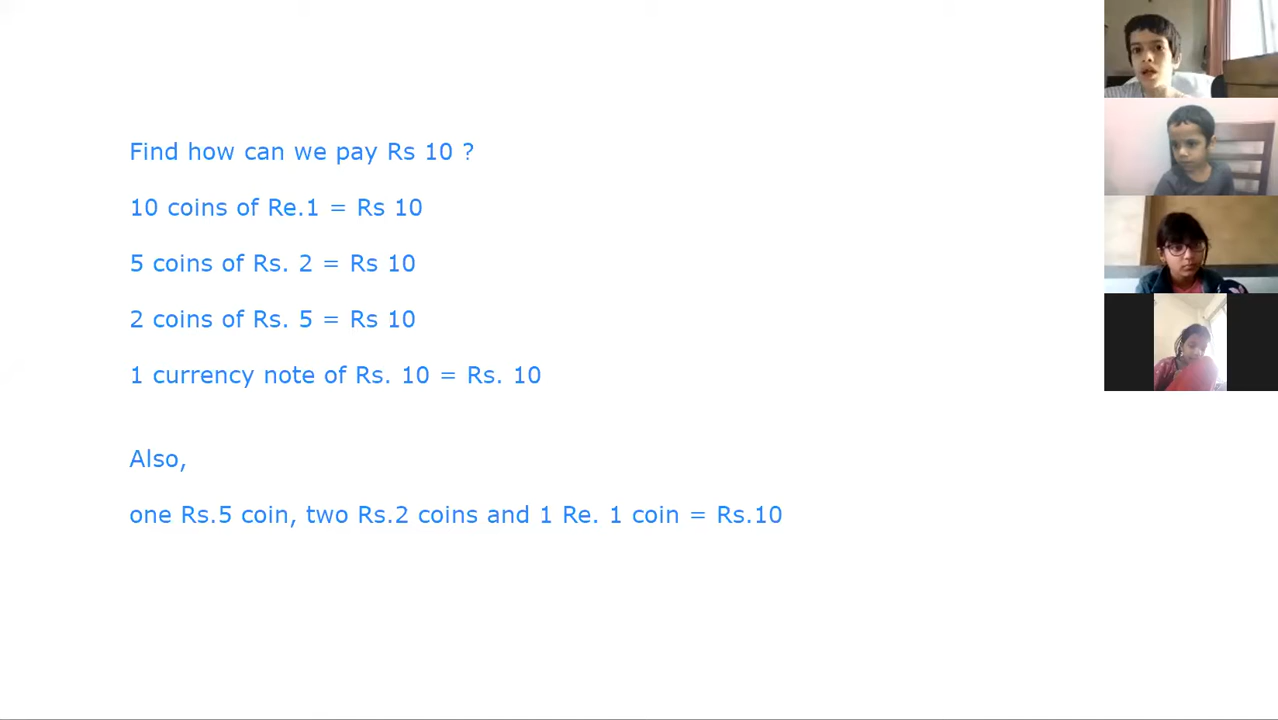 Find how can we pay Rs 10 ?
10 coins of Re.1 = Rs 10
5 coins of Rs. 2 = Rs 10
2 coins of Rs. 5 = Rs 10
1 currency note of Rs. 10 = Rs. 10
Also,
one Rs.5 coin, two Rs.2 coins and 1 Re. 1 coin = Rs.10